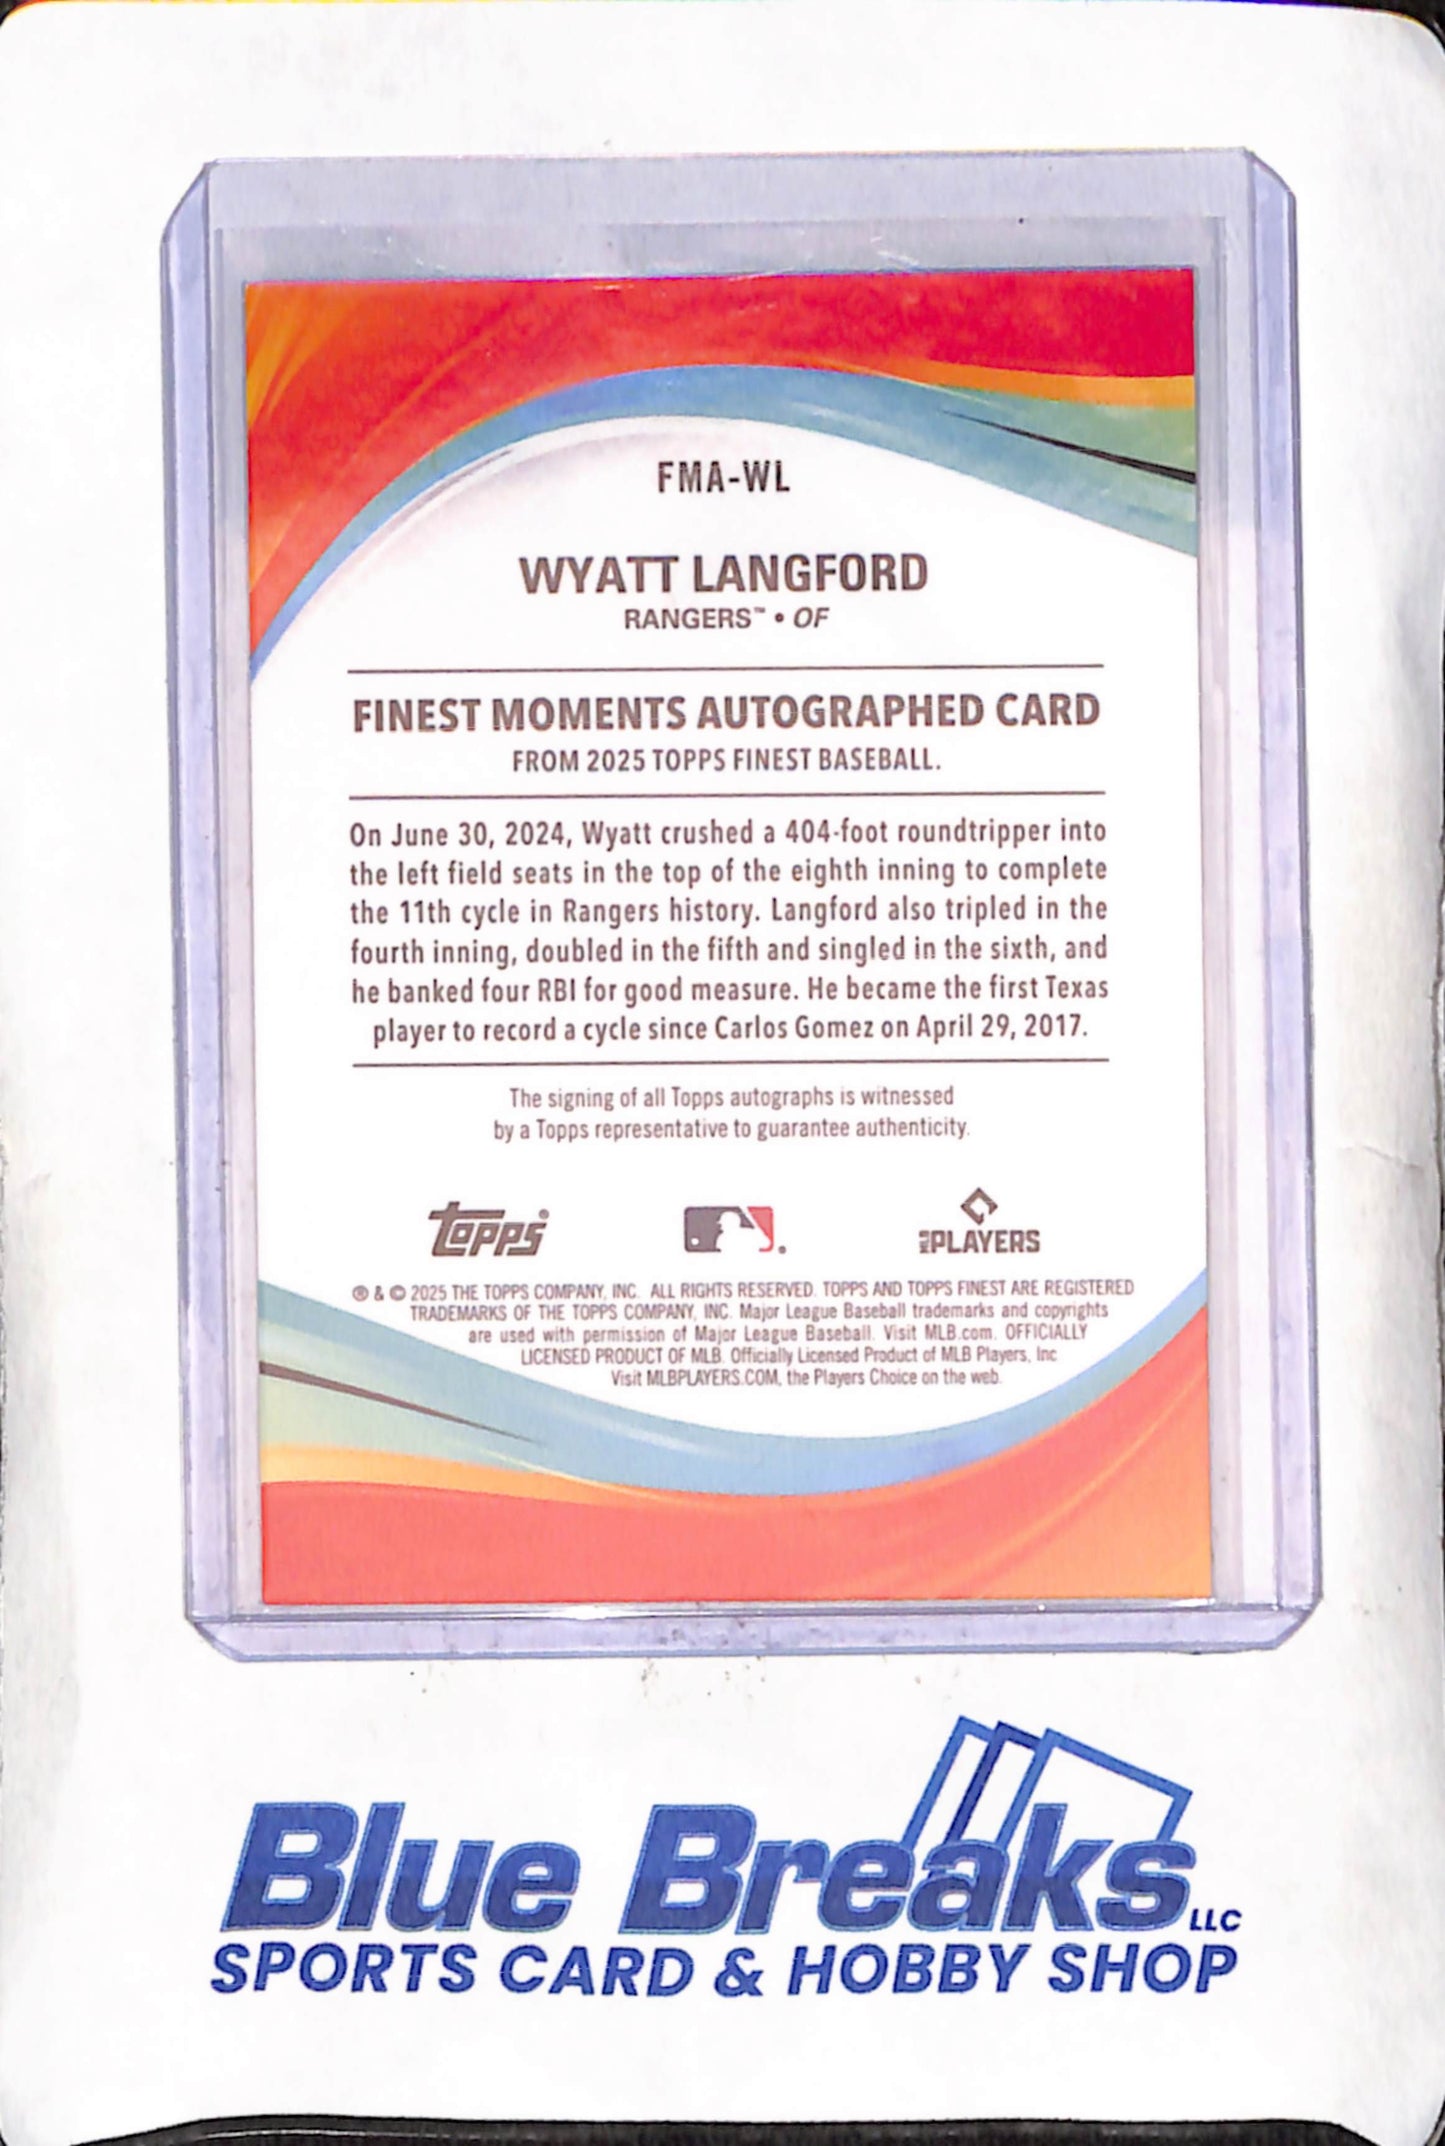 FMA-WL
WYATT LANGFORD
RANGERS™ • OF
FINEST MOMENTS AUTOGRAPHED CARD
FROM 2025 TOPPS FINEST BASEBALL.
On June 30, 2024, Wyatt crushed a 404-foot roundtripper into
the left field seats in the top of the eighth inning to complete
the 11th cycle in Rangers history. Langford also tripled in the
fourth inning, doubled in the fifth and singled in the sixth, and
he banked four RBI for good measure. He became the first Texas
player to record a cycle since Carlos Gomez on April 29, 2017.
The signing of all Topps autographs is witnessed
by a Topps representative to guarantee authenticity.
Topps MLB PLAYERS
® & © 2025 THE TOPPS COMPANY, INC. ALL RIGHTS RESERVED. TOPPS AND TOPPS FINEST ARE REGISTERED
TRADEMARKS OF THE TOPPS COMPANY, INC. Major League Baseball trademarks and copyrights
are used with permission of Major League Baseball. Visit MLB.com. OFFICIALLY
LICENSED PRODUCT OF MLB. Officially Licensed Product of MLB Players, Inc
Visit MLBPLAYERS.COM, the Players Choice on the web.
Blue Breaks LLC
SPORTS CARD & HOBBY SHOP